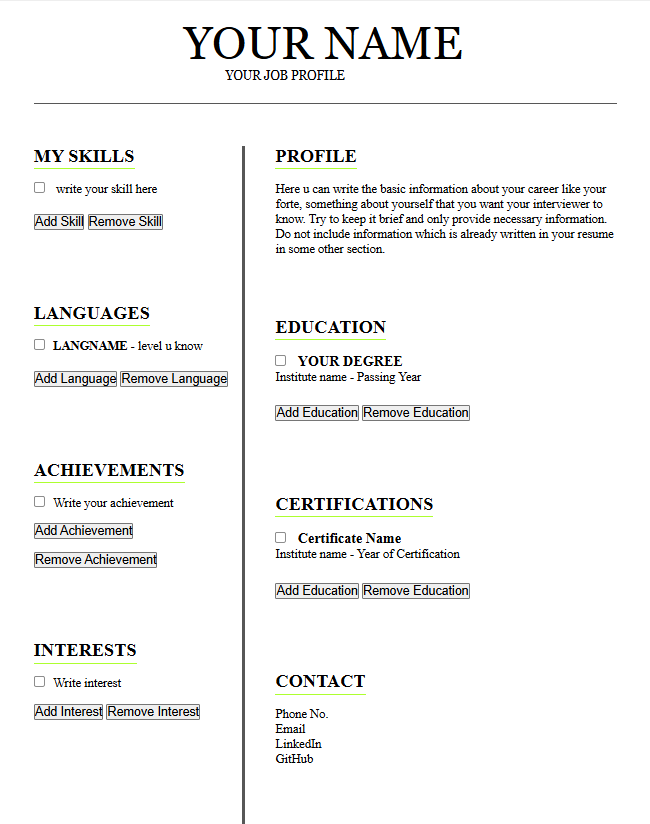 YOUR NAME
YOUR JOB PROFILE
MY SKILLS
write your skill here
Add Skill Remove Skill
LANGUAGES
LANGNAME - level u know
Add Language Remove Language
ACHIEVEMENTS
Write your achievement
Add Achievement
Remove Achievement
INTERESTS
Write interest
Add Interest Remove Interest
PROFILE
Here u can write the basic information about your career like your
forte, something about yourself that you want your interviewer to
know. Try to keep it brief and only provide necessary information.
Do not include information which is already written in your resume
in some other section.
EDUCATION
YOUR DEGREE
Institute name - Passing Year
Add Education Remove Education
CERTIFICATIONS
Certificate Name
Institute name - Year of Certification
Add Education Remove Education
CONTACT
Phone No.
Email
LinkedIn
GitHub